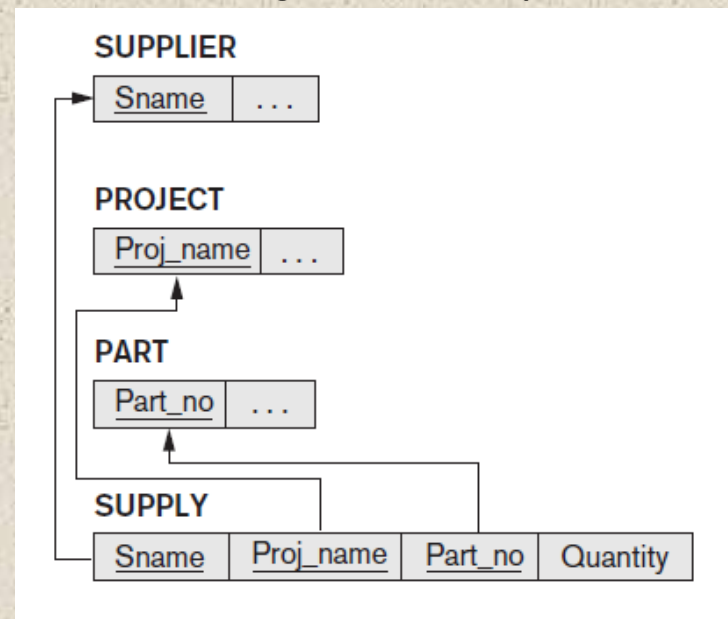 SUPPLIER
Sname ...
PROJECT
Proj_name ...
PART
Part_no ...
SUPPLY
Sname Proj_name Part_no Quantity